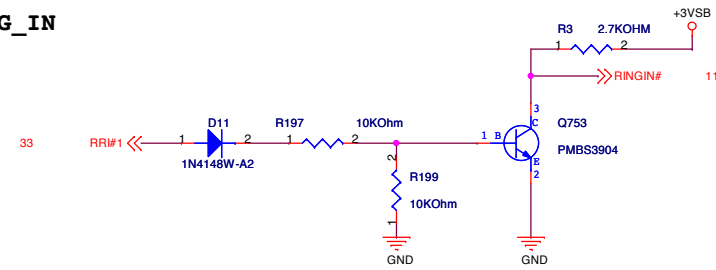 G_IN
+3VSB
R3 2.7KOHM
1 2
RINGIN# 11
3
C
D11 R197 10KOhm Q753
33 RRI#1 1 2 1 2 1 B
1N4148W-A2 PMBS3904
2 E
R199 2
10KOhm
1
GND GND